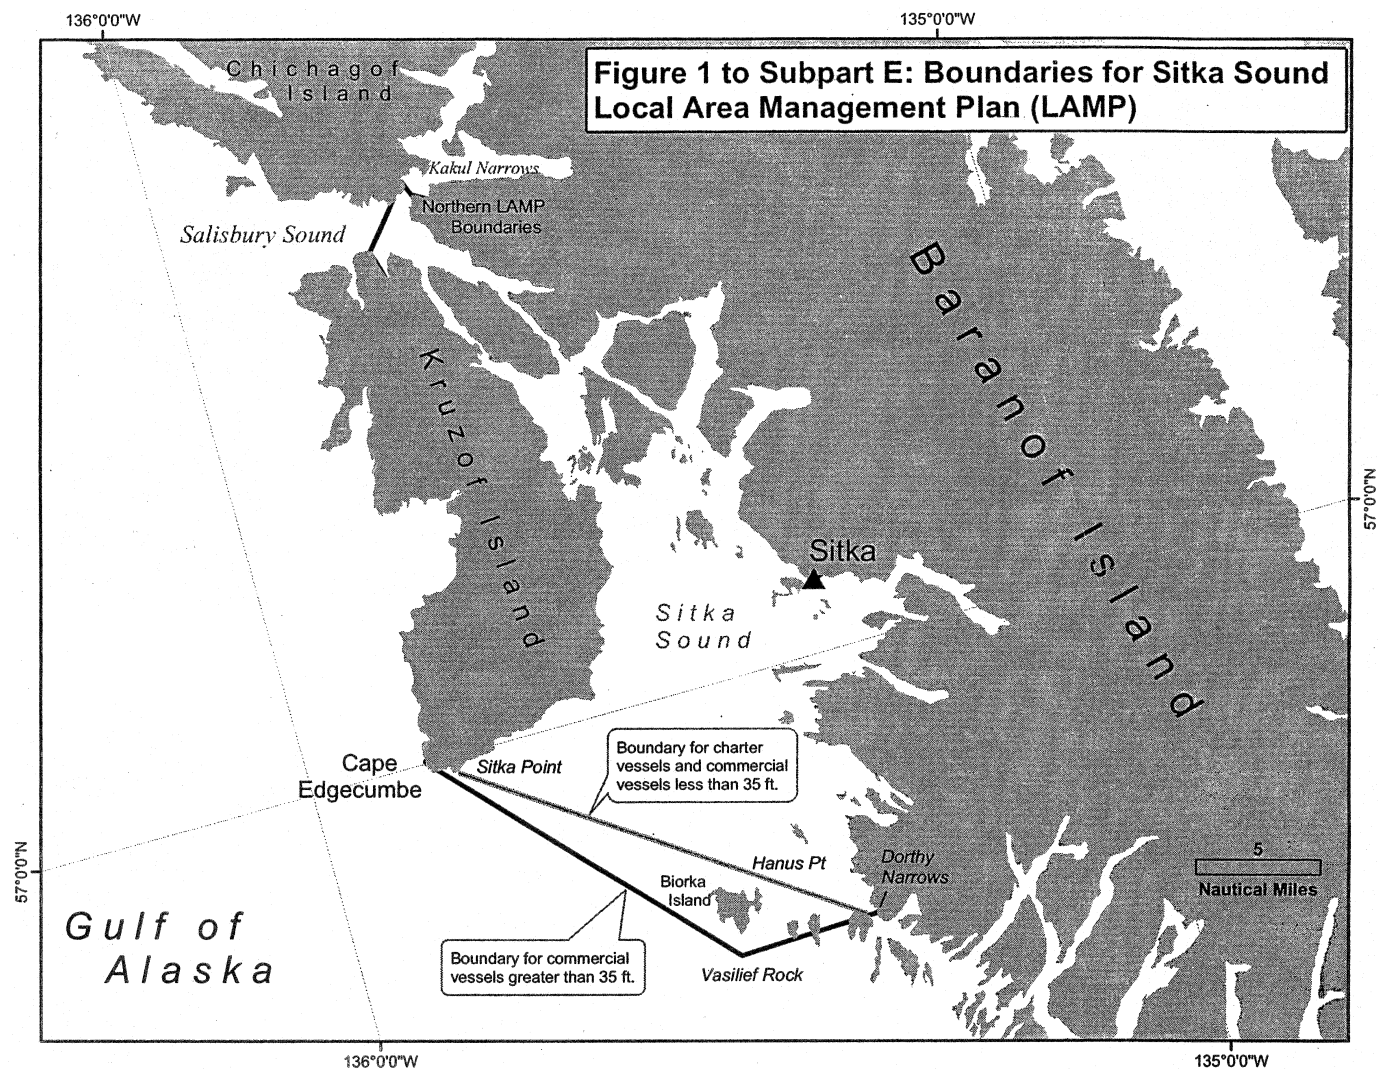 136°0'0"W
135°0'0"W
Figure 1 to Subpart E: Boundaries for Sitka Sound
Local Area Management Plan (LAMP)
Chichagof
Island
Kakul Narrows
Northern LAMP
Boundaries
Salisbury Sound
Baranof Island
Kruzof Island
57°0'0"N
Sitka
Sitka
Sound
Boundary for charter
vessels and commercial
vessels less than 35 ft.
Cape
Edgecumbe
Sitka Point
Hanus Pt
Dorthy
Narrows
5
Nautical Miles
Biorka
Island
57°0'0"N
Gulf of
Alaska
Boundary for commercial
vessels greater than 35 ft.
Vasilief Rock
136°0'0"W
135°0'0"W